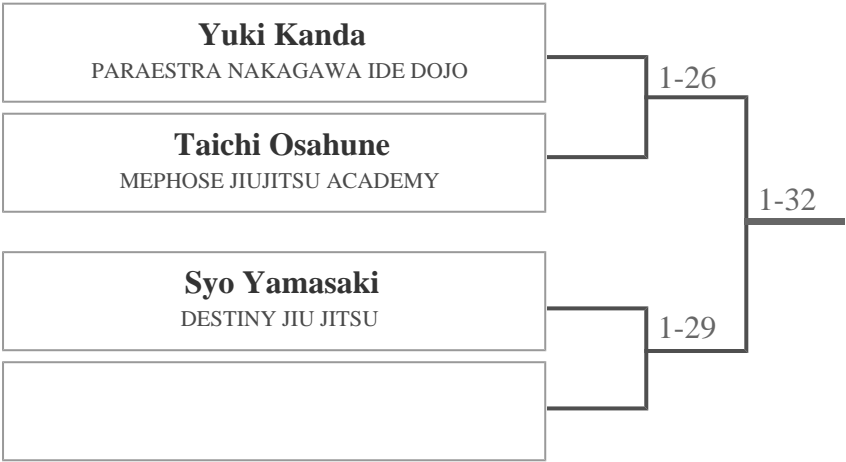 Yuki Kanda
PARAESTRA NAKAGAWA IDE DOJO
1-26
Taichi Osahune
MEPHOSE JIUJITSU ACADEMY
1-32
Syo Yamasaki
DESTINY JIU JITSU
1-29